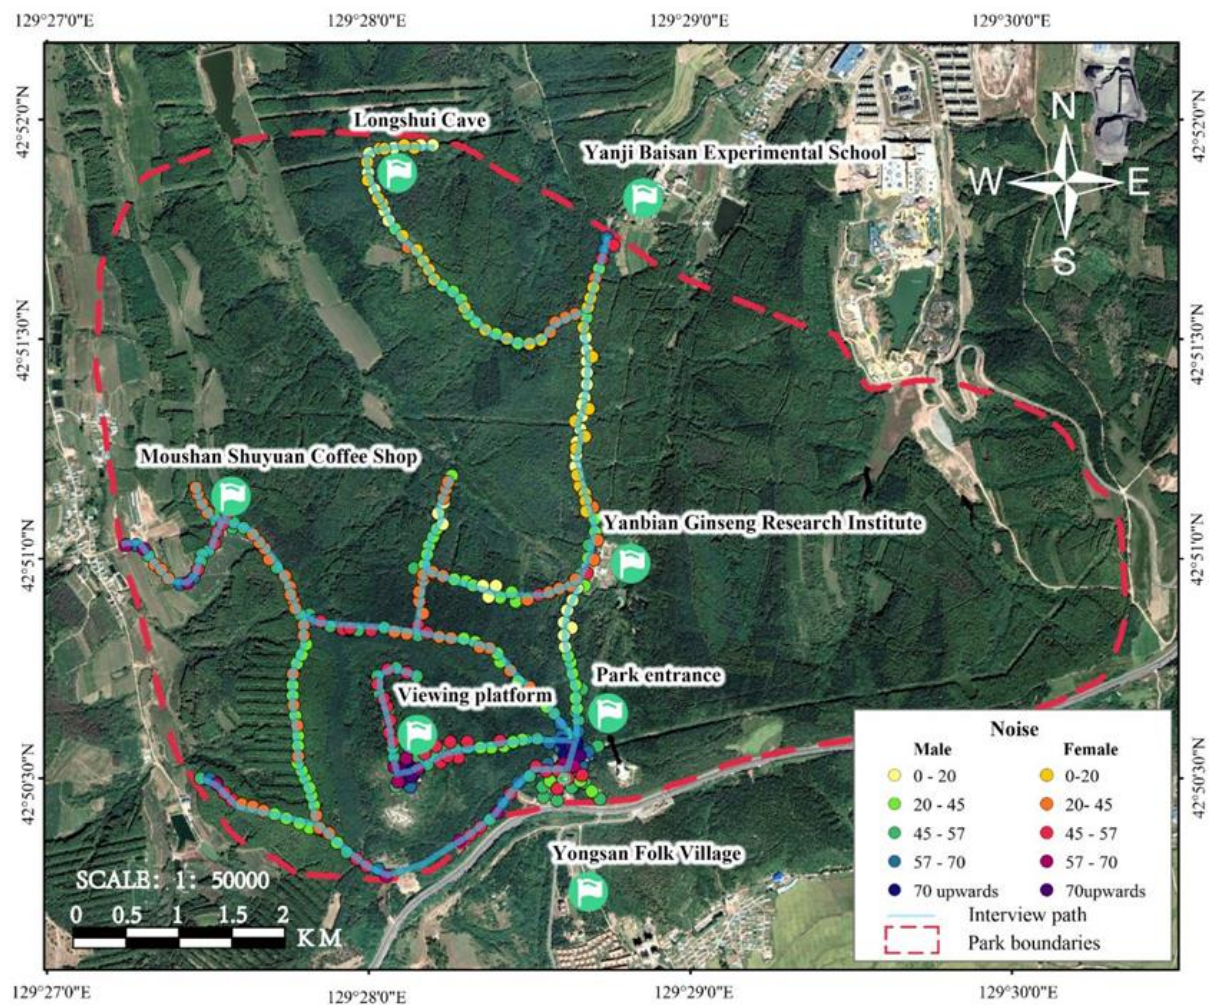 129°27'0"E 129°28'0"E 129°29'0"E 129°30'0"E
42°52'0"N 42°52'0"N
Longshui Cave
Yanji Baisan Experimental School
N
W E
S
42°51'30"N 42°51'30"N
Moushan Shuyuan Coffee Shop
Yanbian Ginseng Research Institute
42°51'0"N 42°51'0"N
Park entrance
Viewing platform
42°50'30"N 42°50'30"N
Yongsan Folk Village
SCALE: 1: 50000
0 0.5 1 1.5 2
KM
Noise
Male Female
0 - 20 0-20
20 - 45 20- 45
45 - 57 45 - 57
57 - 70 57 - 70
70 upwards 70upwards
Interview path
Park boundaries
129°27'0"E 129°28'0"E 129°29'0"E 129°30'0"E